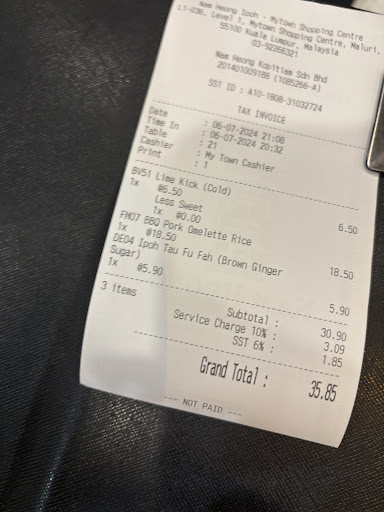 Nam Heong Ipoh - Mytown Shopping Centre
L1-036, Level 1, Mytown Shopping Centre, Maluri,
55100 Kuala Lumpur, Malaysia
03-92266321
Nam Heong Kopitiam Sdn Bhd
201401009188 (1085266-A)
SST ID : A10-1808-31032724
TAX INVOICE
Date : 06-07-2024 21:08
Time In : 06-07-2024 20:32
Table : 21
Cashier : My Town Cashier
Print : 1
BV51 Lime Kick (Cold)
1x @6.50 6.50
Less Sweet
1x @0.00
FM07 BBQ Pork Omelette Rice
1x @18.50 18.50
DE04 Ipoh Tau Fu Fah (Brown Ginger
Sugar)
1x @5.90 5.90
3 items
Subtotal : 30.90
Service Charge 10% : 3.09
SST 6% : 1.85
Grand Total : 35.85
--- NOT PAID ---